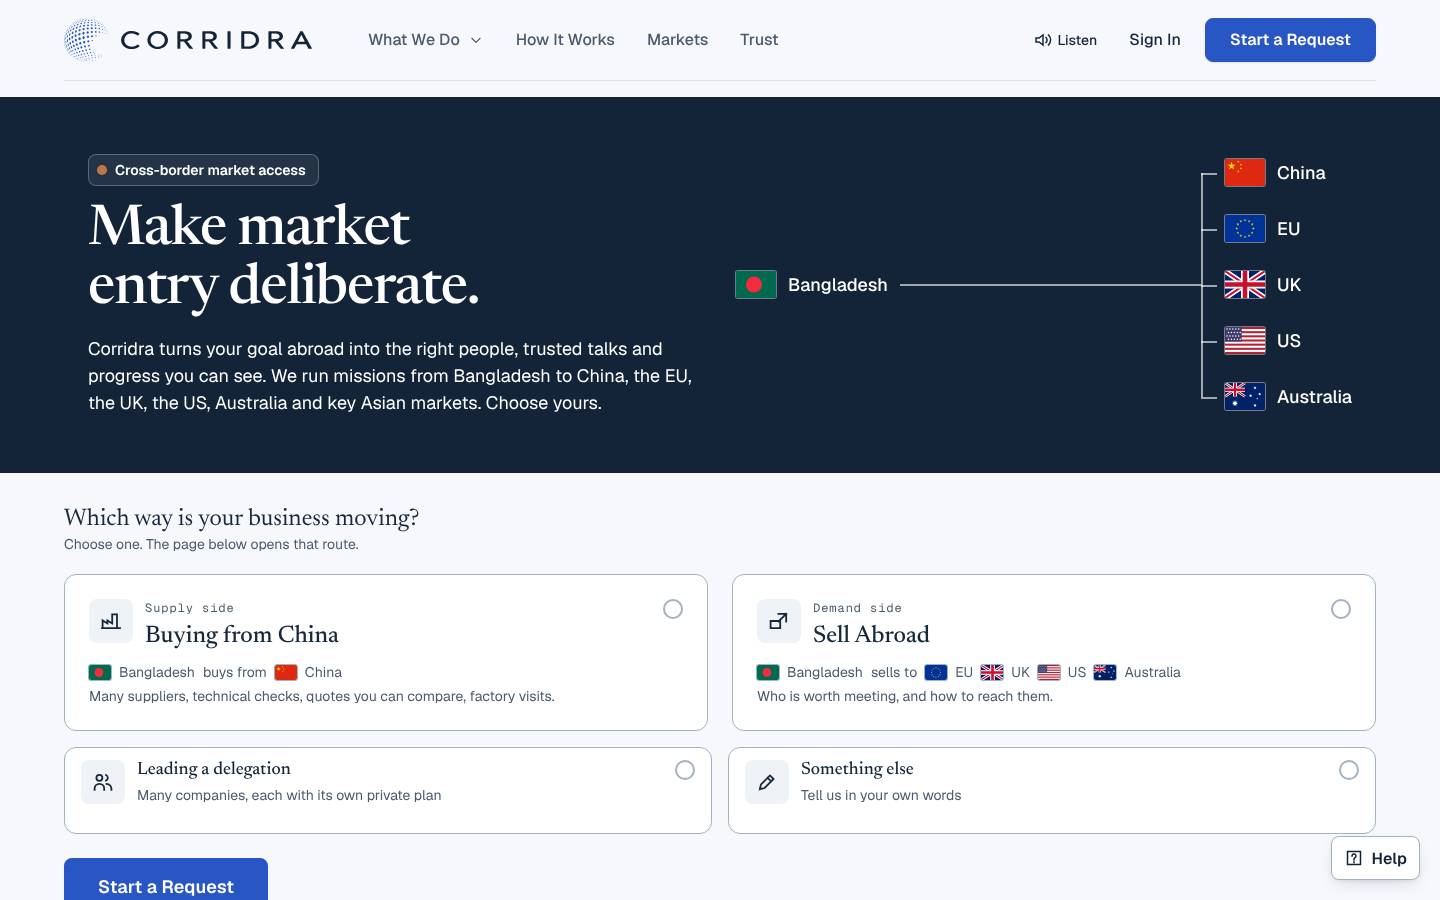 CORRIDRA
What We Do
How It Works
Markets
Trust
Listen
Sign In
Start a Request
Cross-border market access
Make market
entry deliberate.
Corridra turns your goal abroad into the right people, trusted talks and
progress you can see. We run missions from Bangladesh to China, the EU,
the UK, the US, Australia and key Asian markets. Choose yours.
Bangladesh
China
EU
UK
US
Australia
Which way is your business moving?
Choose one. The page below opens that route.
Supply side
Buying from China
Bangladesh buys from China
Many suppliers, technical checks, quotes you can compare, factory visits.
Demand side
Sell Abroad
Bangladesh sells to EU UK US Australia
Who is worth meeting, and how to reach them.
Leading a delegation
Many companies, each with its own private plan
Something else
Tell us in your own words
Start a Request
Help